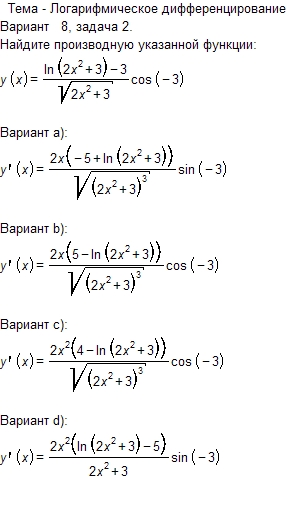 Тема - Логарифмическое дифференцирование
Вариант 8, задача 2.
Найдите производную указанной функции:
y(x)= (ln(2x²+3)-3)/√(2x²+3) cos(-3)
Вариант a):
y'(x)= (2x(-5+ln(2x²+3)))/√((2x²+3)³) sin(-3)
Вариант b):
y'(x)= (2x(5-ln(2x²+3)))/√((2x²+3)³) cos(-3)
Вариант c):
y'(x)= (2x²(4-ln(2x²+3)))/√((2x²+3)³) cos(-3)
Вариант d):
y'(x)= (2x²(ln(2x²+3)-5))/(2x²+3) sin(-3)